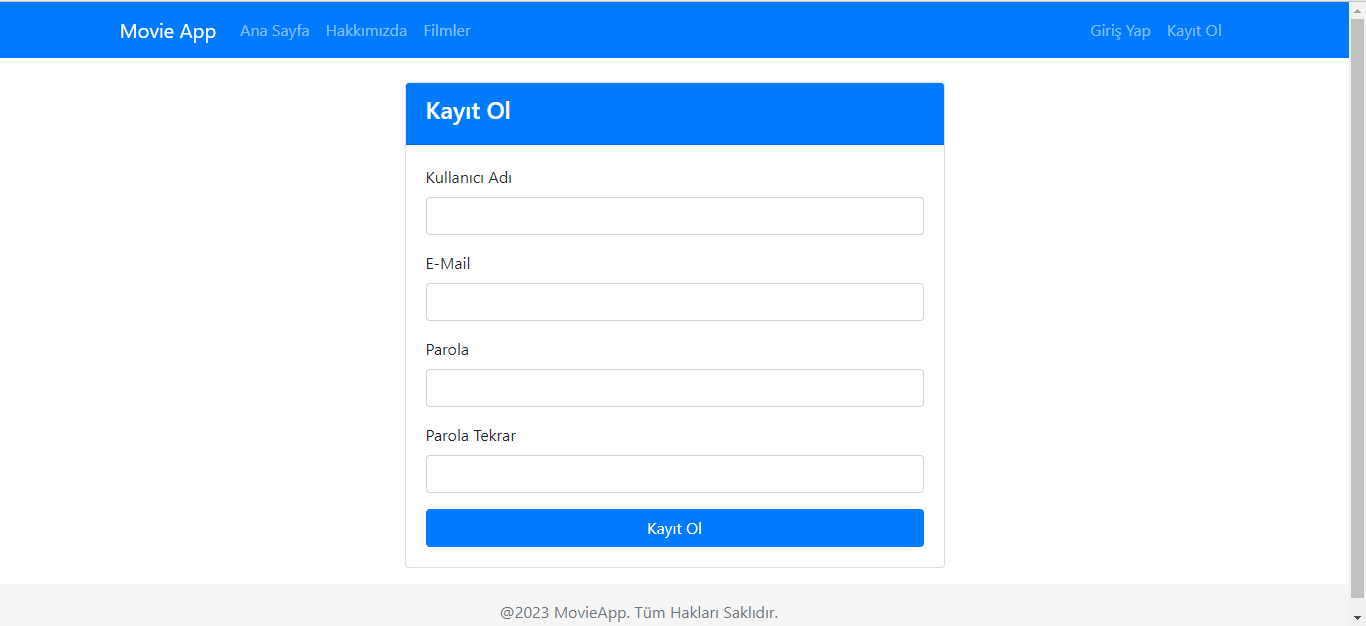 Movie App Ana Sayfa Hakkımızda Filmler Giriş Yap Kayıt Ol
Kayıt Ol
Kullanıcı Adı
E-Mail
Parola
Parola Tekrar
Kayıt Ol
@2023 MovieApp. Tüm Hakları Saklıdır.